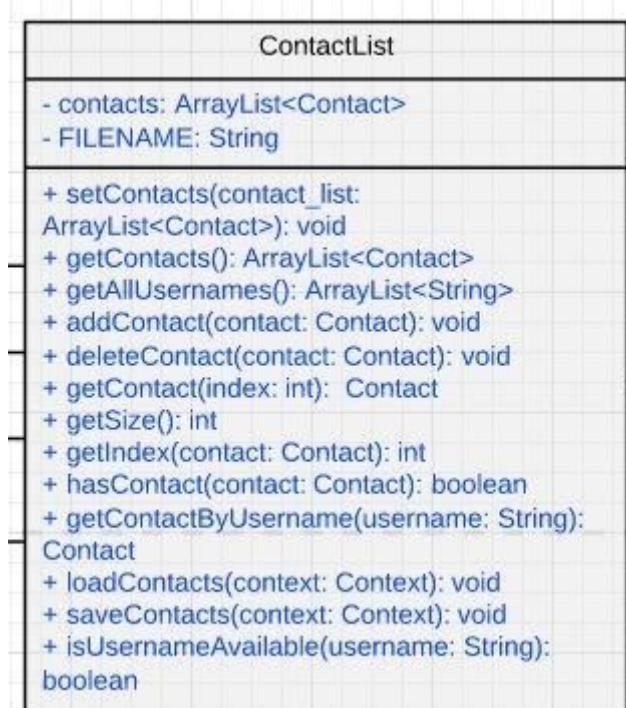 ContactList
- contacts: ArrayList<Contact>
- FILENAME: String
+ setContacts(contact_list:
ArrayList<Contact>): void
+ getContacts(): ArrayList<Contact>
+ getAllUsernames(): ArrayList<String>
+ addContact(contact: Contact): void
+ deleteContact(contact: Contact): void
+ getContact(index: int):  Contact
+ getSize(): int
+ getIndex(contact: Contact): int
+ hasContact(contact: Contact): boolean
+ getContactByUsername(username: String):
Contact
+ loadContacts(context: Context): void
+ saveContacts(context: Context): void
+ isUsernameAvailable(username: String):
boolean